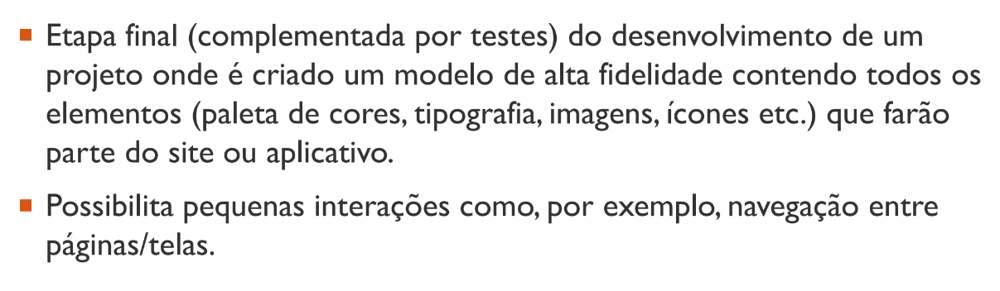 ▪ Etapa final (complementada por testes) do desenvolvimento de um
projeto onde é criado um modelo de alta fidelidade contendo todos os
elementos (paleta de cores, tipografia, imagens, ícones etc.) que farão
parte do site ou aplicativo.
▪ Possibilita pequenas interações como, por exemplo, navegação entre
páginas/telas.